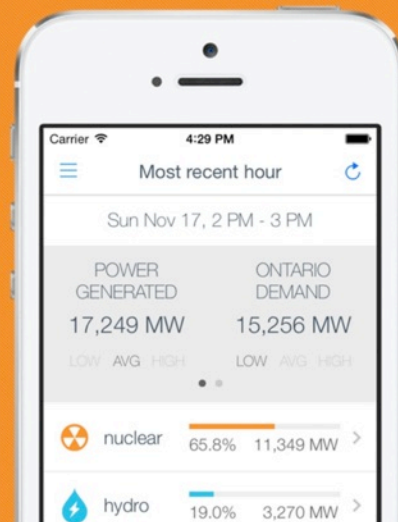 Carrier 4:29 PM
Most recent hour
Sun Nov 17, 2 PM - 3 PM
POWER GENERATED
17,249 MW
LOW AVG HIGH
ONTARIO DEMAND
15,256 MW
LOW AVG HIGH
nuclear 65.8% 11,349 MW
hydro 19.0% 3,270 MW